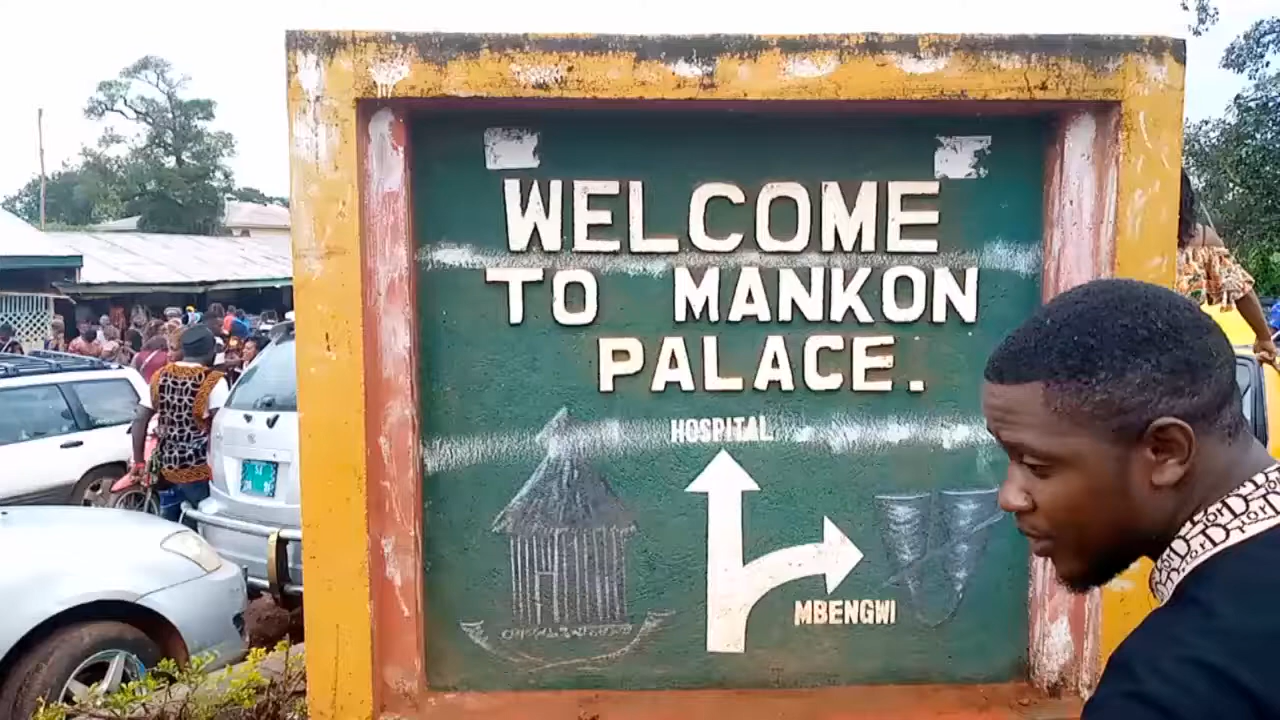 WELCOME
TO MANKON
PALACE.
HOSPITAL
MBENGWI